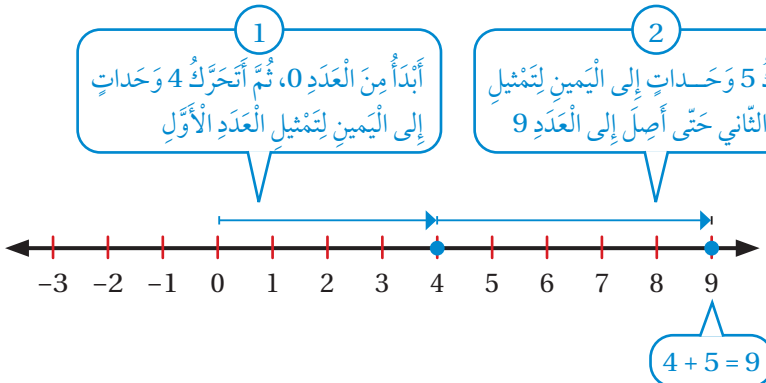 1
أَبْدَأُ مِنَ الْعَدَدِ 0، ثُمَّ أَتَحَرَّكُ 4 وَحَداتٍ
إِلى الْيَمينِ لِتَمْثيلِ الْعَدَدِ الْأَوَّلِ
2
5 وَحَـــداتٍ إِلى الْيَمينِ لِتَمْثيلِ
الثّاني حَتّى أَصِلَ إِلى الْعَدَدِ 9
−3 −2 −1 0 1 2 3 4 5 6 7 8 9
4 + 5 = 9